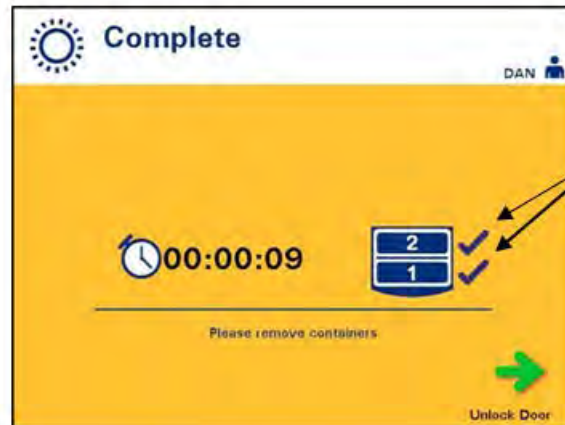 Complete
DAN
00:00:09
2
1
Please remove containers
Unlock Door